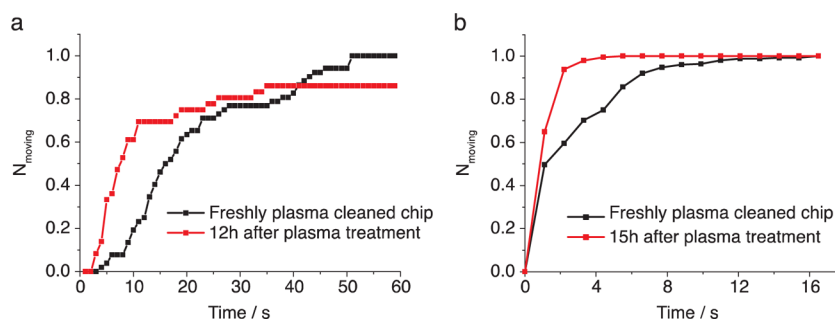 a
1.0
0.8
0.6
0.4
0.2
0.0
N moving
Freshly plasma cleaned chip
12h after plasma treatment
0 10 20 30 40 50 60
Time / s
b
1.0
0.8
0.6
0.4
0.2
0.0
N moving
Freshly plasma cleaned chip
15h after plasma treatment
0 4 8 12 16
Time / s